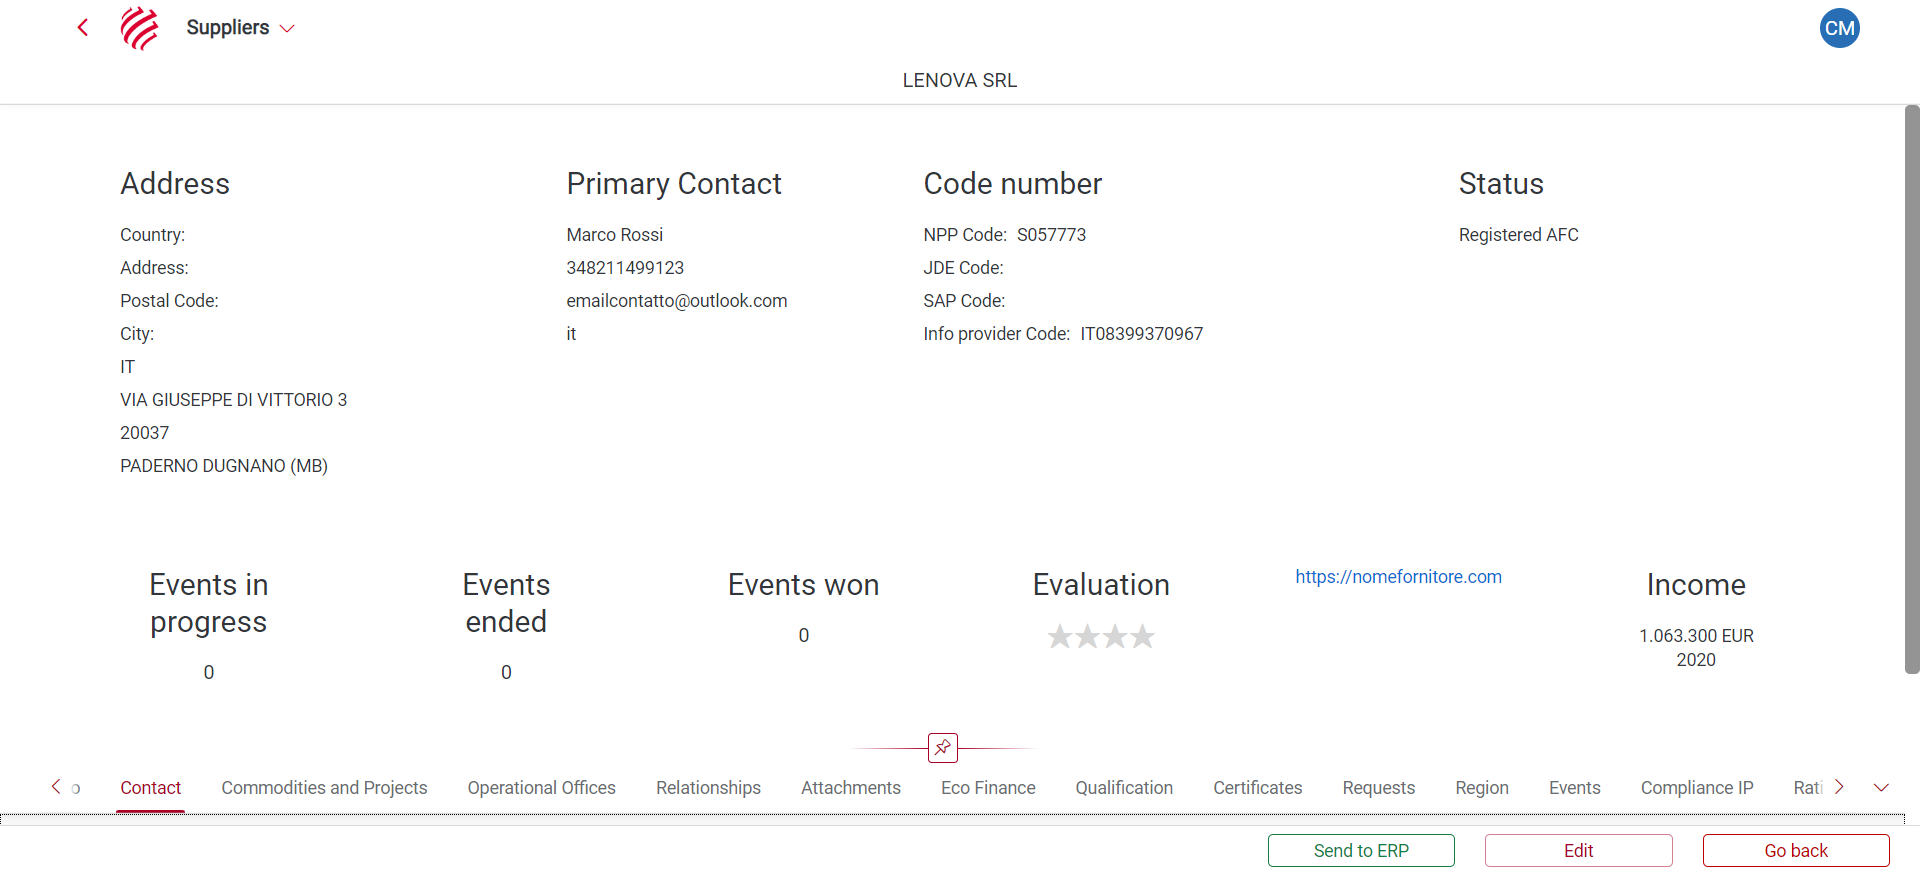 Suppliers
CM
LENOVA SRL
Address
Country:
Address:
Postal Code:
City:
IT
VIA GIUSEPPE DI VITTORIO 3
20037
PADERNO DUGNANO (MB)
Primary Contact
Marco Rossi
348211499123
emailcontatto@outlook.com
it
Code number
NPP Code: S057773
JDE Code:
SAP Code:
Info provider Code: IT08399370967
Status
Registered AFC
Events in
progress
0
Events
ended
0
Events won
0
Evaluation
https://nomefornitore.com
Income
1.063.300 EUR
2020
o Contact Commodities and Projects Operational Offices Relationships Attachments Eco Finance Qualification Certificates Requests Region Events Compliance IP Rati
Send to ERP Edit Go back